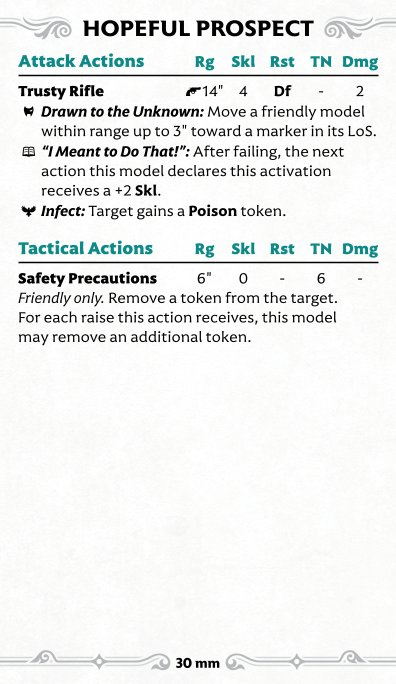 HOPEFUL PROSPECT
Attack Actions Rg Skl Rst TN Dmg
Trusty Rifle 14" 4 Df - 2
Drawn to the Unknown: Move a friendly model
within range up to 3" toward a marker in its LoS.
"I Meant to Do That!": After failing, the next
action this model declares this activation
receives a +2 Skl.
Infect: Target gains a Poison token.
Tactical Actions Rg Skl Rst TN Dmg
Safety Precautions 6" 0 - 6 -
Friendly only. Remove a token from the target.
For each raise this action receives, this model
may remove an additional token.
30 mm